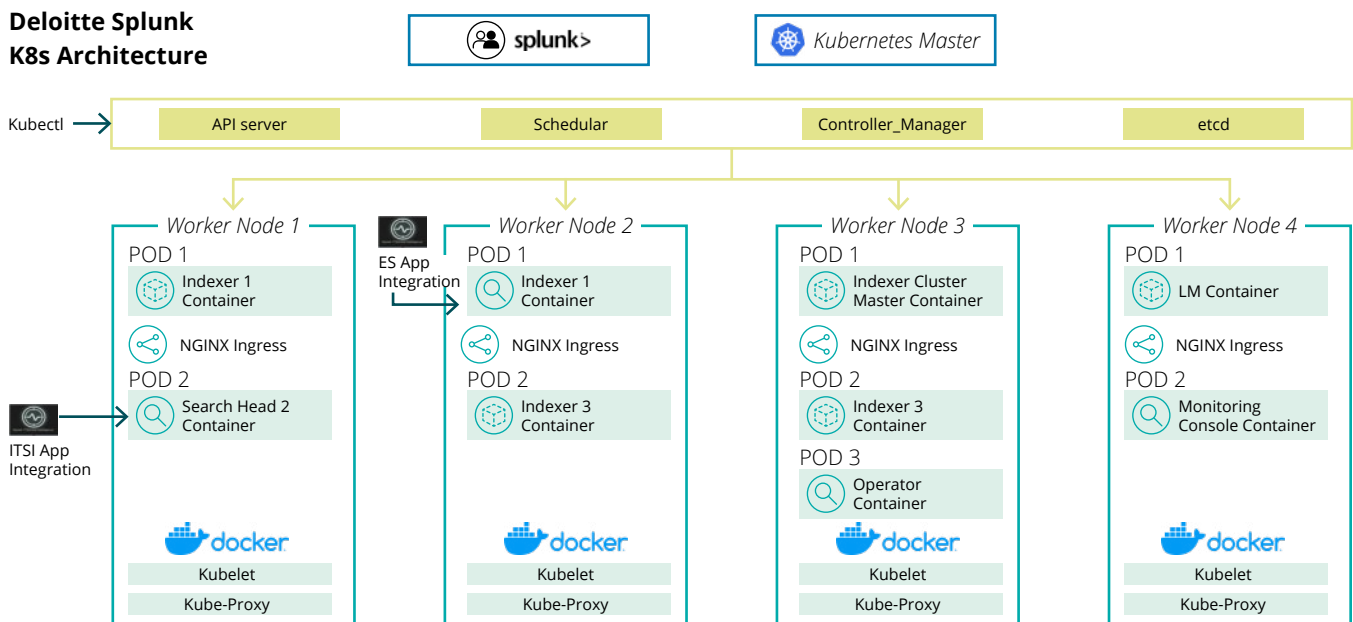 Deloitte Splunk
K8s Architecture
splunk>
Kubernetes Master
Kubectl
API server
Schedular
Controller_Manager
etcd
Worker Node 1
POD 1
Indexer 1
Container
NGINX Ingress
POD 2
Search Head 2
Container
docker
Kubelet
Kube-Proxy
ITSI App
Integration
ES App
Integration
Worker Node 2
POD 1
Indexer 1
Container
NGINX Ingress
POD 2
Indexer 3
Container
docker
Kubelet
Kube-Proxy
Worker Node 3
POD 1
Indexer Cluster
Master Container
NGINX Ingress
POD 2
Indexer 3
Container
POD 3
Operator
Container
docker
Kubelet
Kube-Proxy
Worker Node 4
POD 1
LM Container
NGINX Ingress
POD 2
Monitoring
Console Container
docker
Kubelet
Kube-Proxy